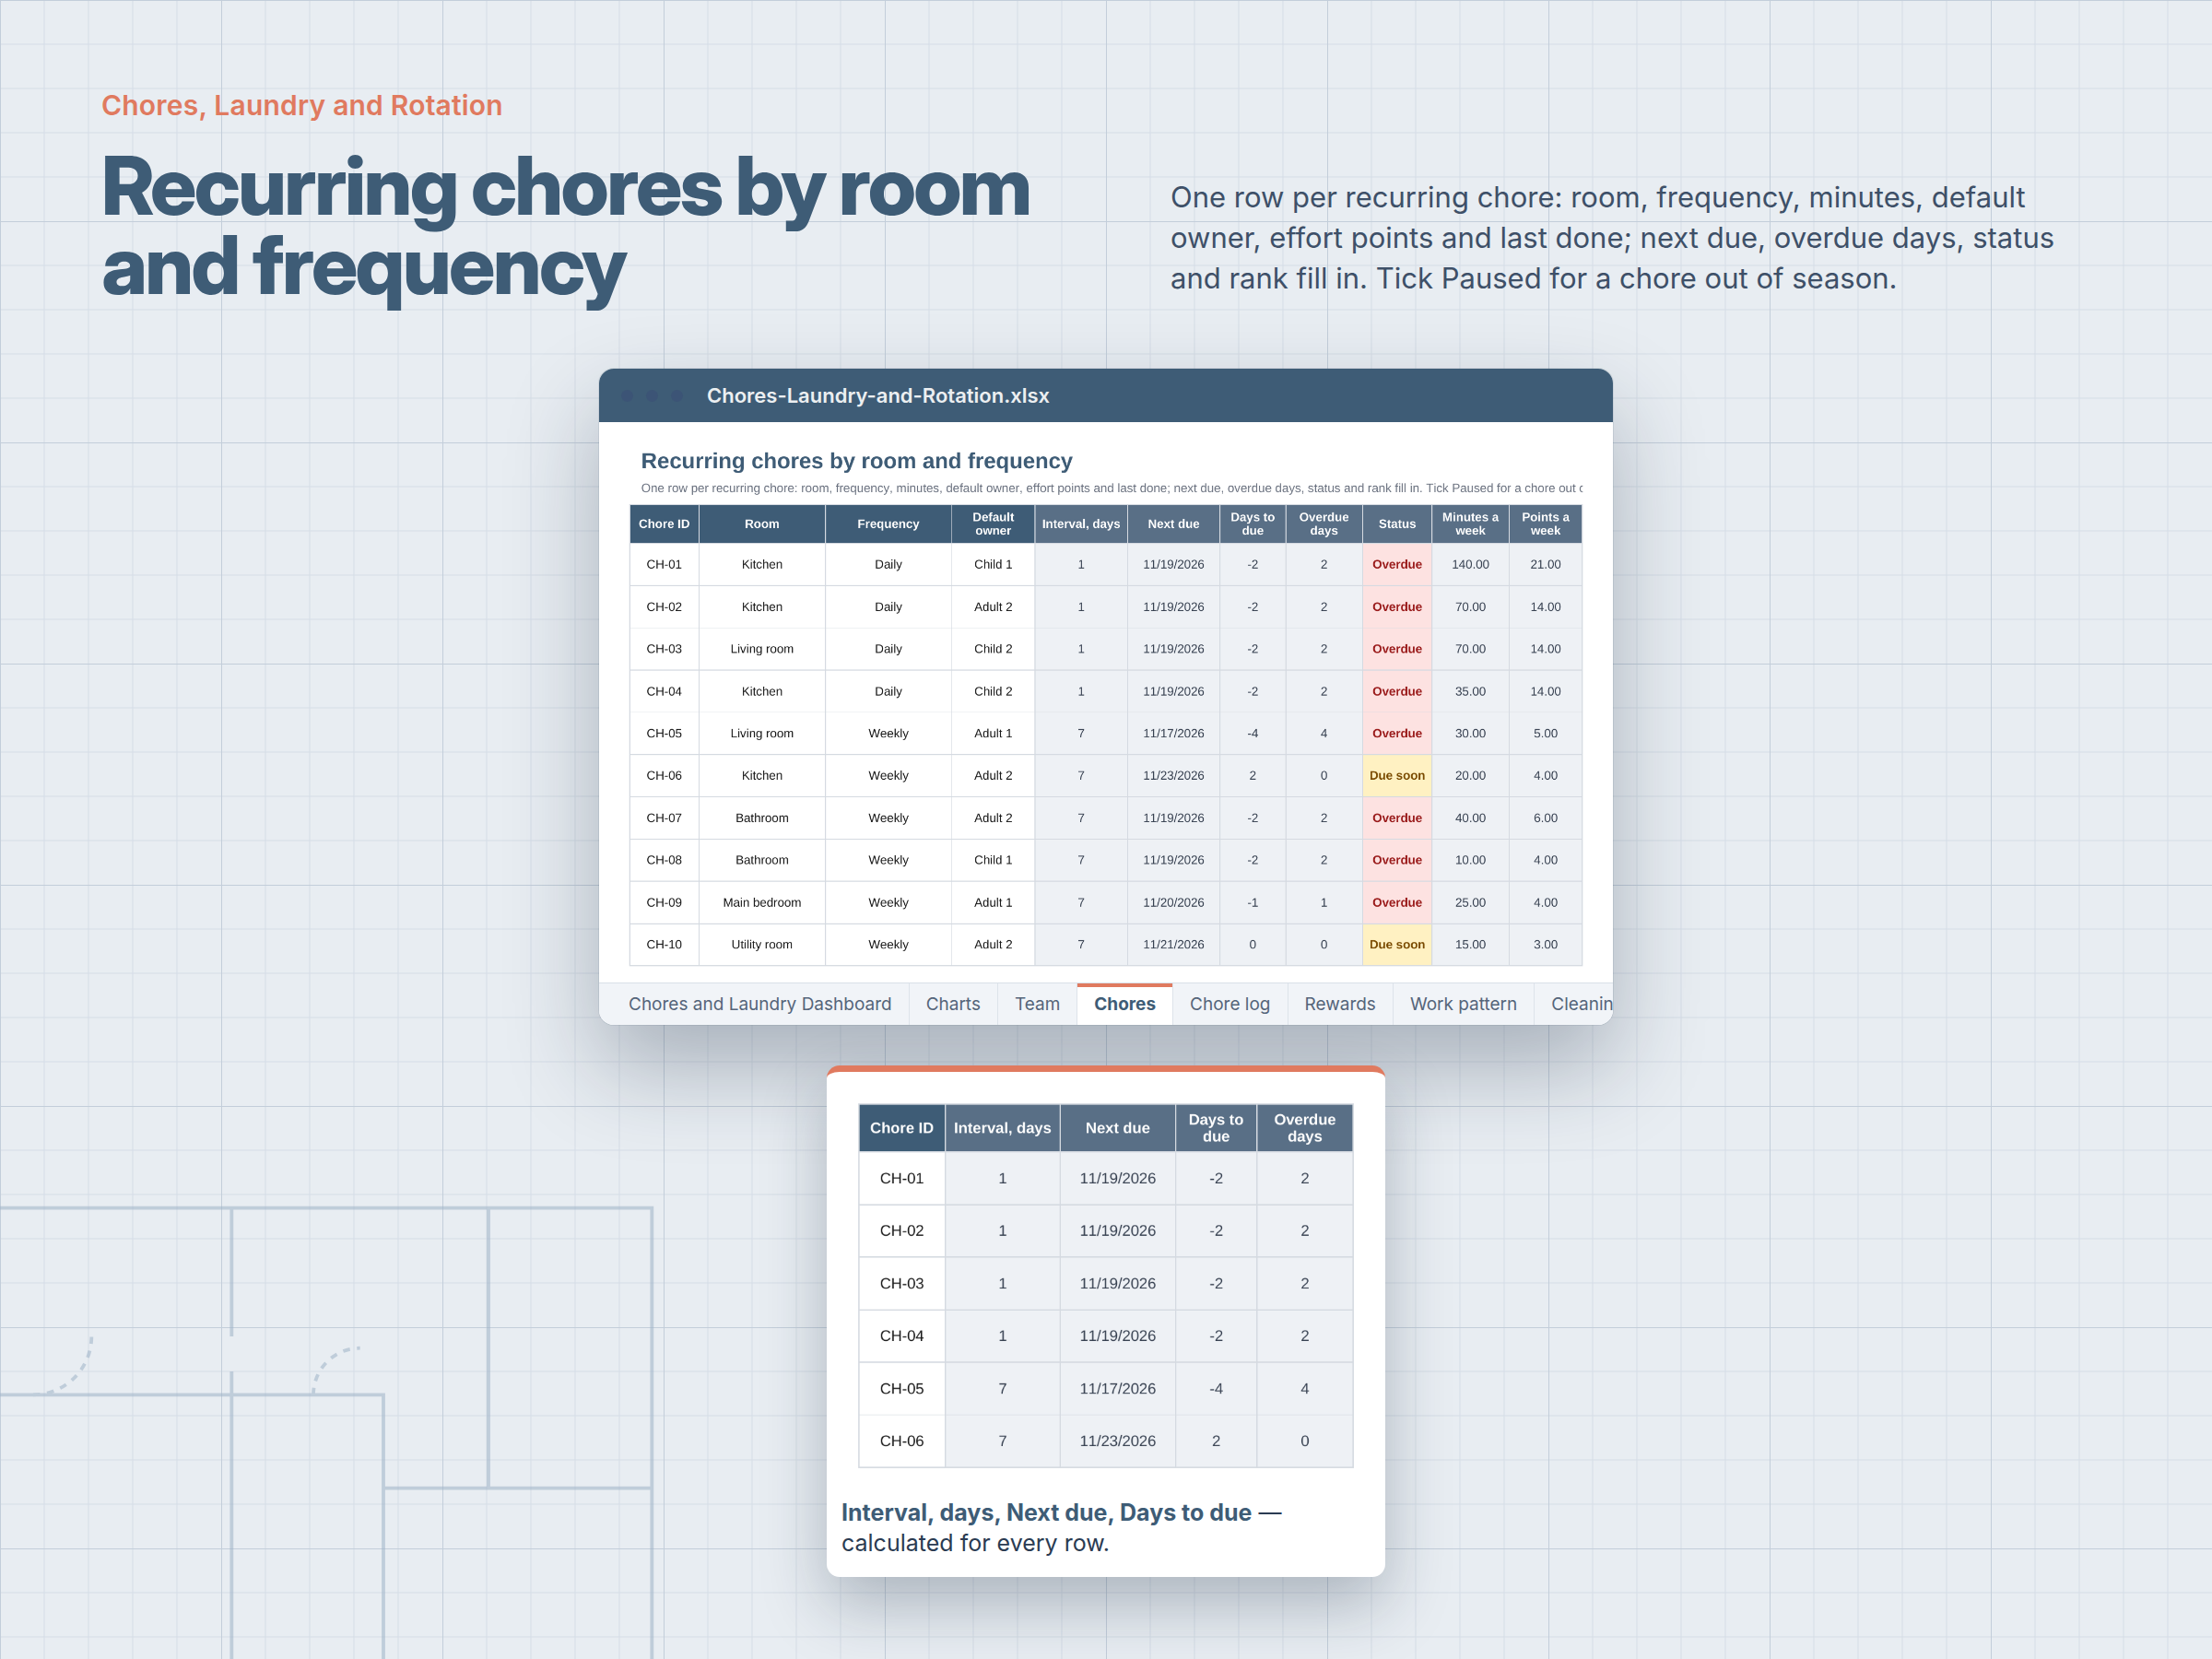 Chores, Laundry and Rotation
Recurring chores by room
and frequency
One row per recurring chore: room, frequency, minutes, default
owner, effort points and last done; next due, overdue days, status
and rank fill in. Tick Paused for a chore out of season.
Chores-Laundry-and-Rotation.xlsx
Recurring chores by room and frequency
One row per recurring chore: room, frequency, minutes, default owner, effort points and last done; next due, overdue days, status and rank fill in. Tick Paused for a chore out
Chore ID Room Frequency Default owner Interval, days Next due Days to due Overdue days Status Minutes a week Points a week
CH-01 Kitchen Daily Child 1 1 11/19/2026 -2 2 Overdue 140.00 21.00
CH-02 Kitchen Daily Adult 2 1 11/19/2026 -2 2 Overdue 70.00 14.00
CH-03 Living room Daily Child 2 1 11/19/2026 -2 2 Overdue 70.00 14.00
CH-04 Kitchen Daily Child 2 1 11/19/2026 -2 2 Overdue 35.00 14.00
CH-05 Living room Weekly Adult 1 7 11/17/2026 -4 4 Overdue 30.00 5.00
CH-06 Kitchen Weekly Adult 2 7 11/23/2026 2 0 Due soon 20.00 4.00
CH-07 Bathroom Weekly Adult 2 7 11/19/2026 -2 2 Overdue 40.00 6.00
CH-08 Bathroom Weekly Child 1 7 11/19/2026 -2 2 Overdue 10.00 4.00
CH-09 Main bedroom Weekly Adult 1 7 11/20/2026 -1 1 Overdue 25.00 4.00
CH-10 Utility room Weekly Adult 2 7 11/21/2026 0 0 Due soon 15.00 3.00
Chores and Laundry Dashboard Charts Team Chores Chore log Rewards Work pattern Cleanin
Chore ID Interval, days Next due Days to due Overdue days
CH-01 1 11/19/2026 -2 2
CH-02 1 11/19/2026 -2 2
CH-03 1 11/19/2026 -2 2
CH-04 1 11/19/2026 -2 2
CH-05 7 11/17/2026 -4 4
CH-06 7 11/23/2026 2 0
Interval, days, Next due, Days to due —
calculated for every row.